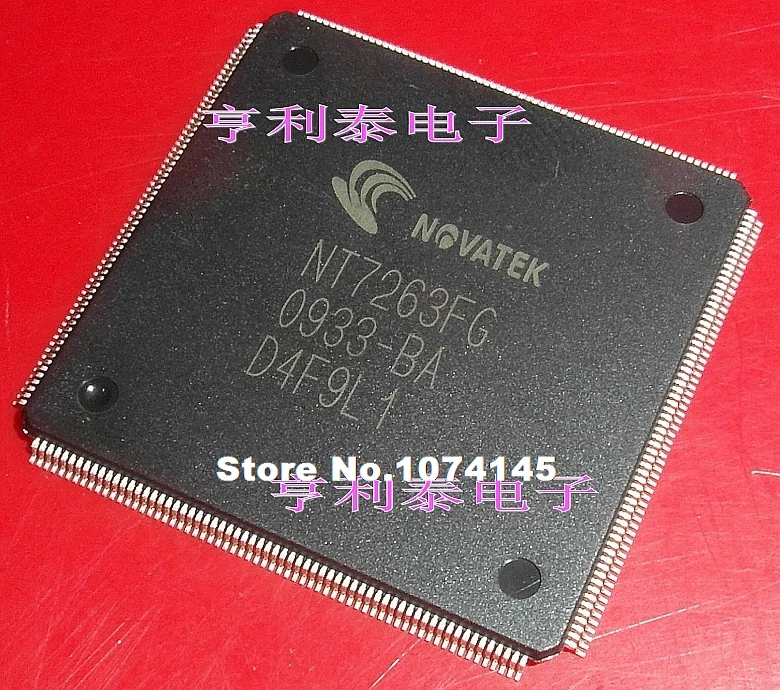 亨利泰电子
NOVATEK
NT7263FG
0933-BA
D4F9L1
Store No.1074145
亨利泰电子